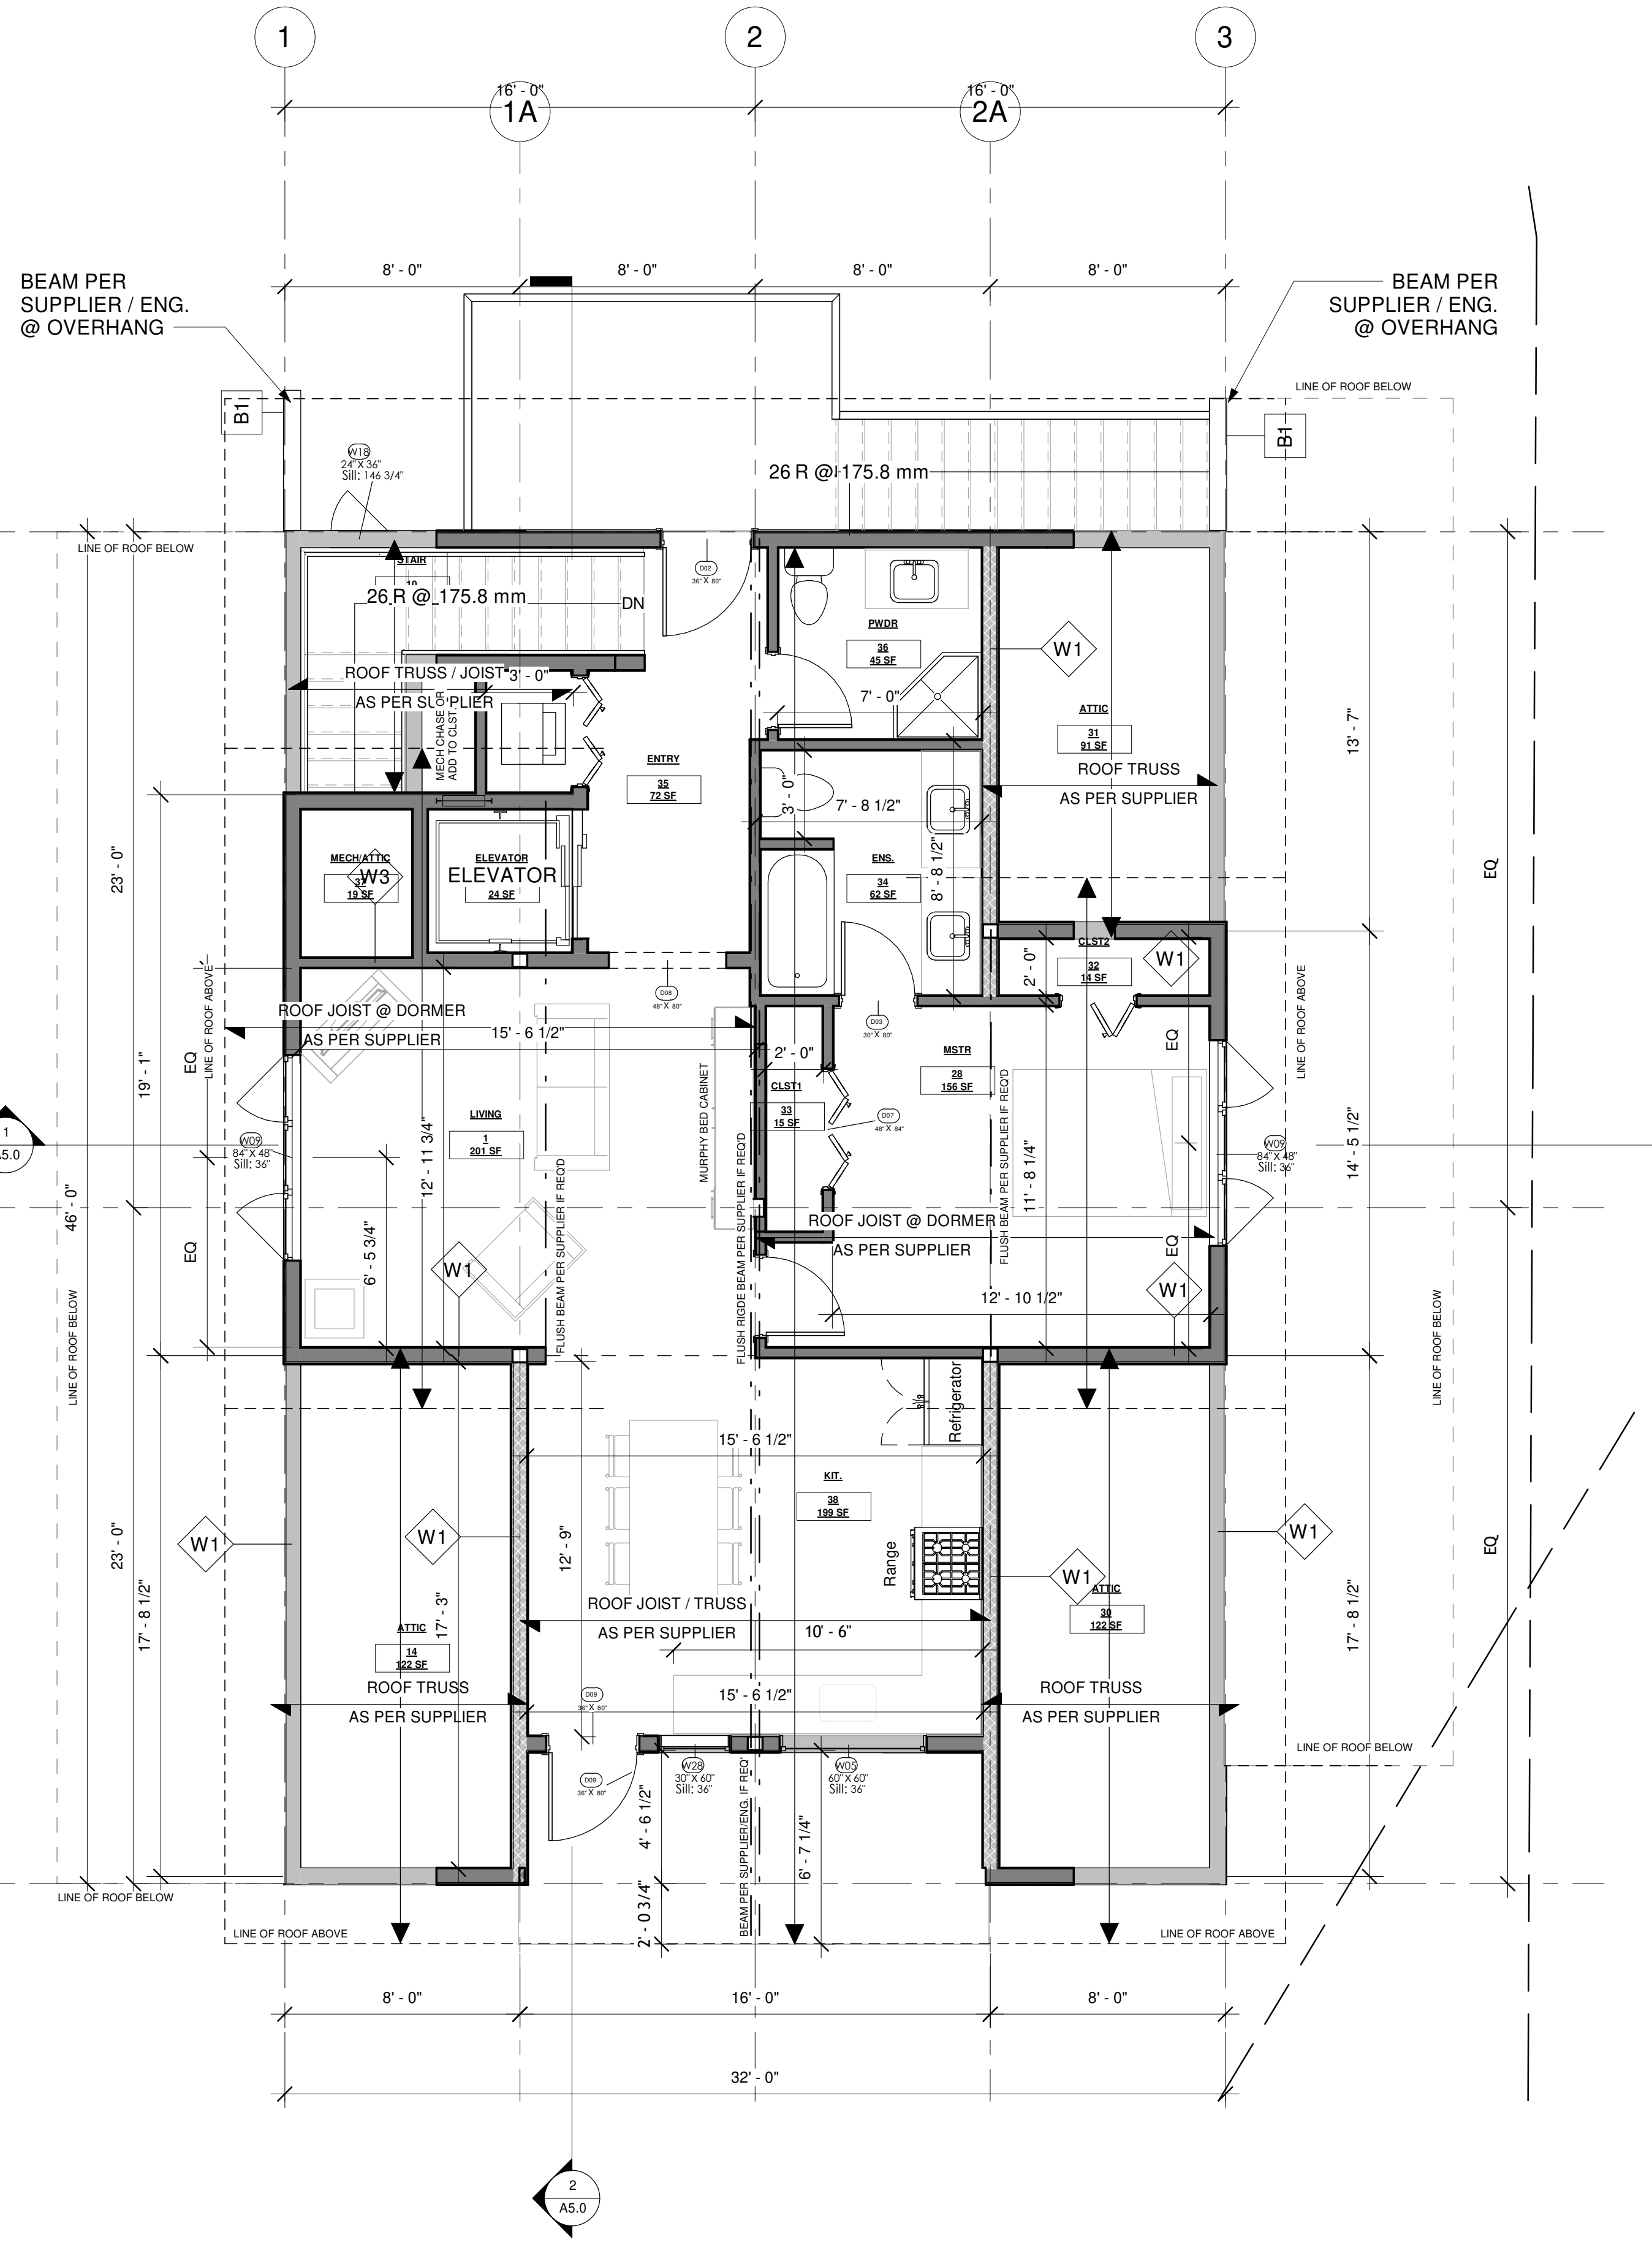 1
2
3
16' - 0"
16' - 0"
1A
2A
8' - 0"
8' - 0"
8' - 0"
8' - 0"
BEAM PER
SUPPLIER / ENG.
@ OVERHANG
BEAM PER
SUPPLIER / ENG.
@ OVERHANG
LINE OF ROOF BELOW
B1
B1
W18
24" X 36"
Sill: 146 3/4"
26 R @ 175.8 mm
LINE OF ROOF BELOW
STAIR
10
26 R @ 175.8 mm
DN
D02
36" X 80"
PWDR
36
45 SF
W1
7' - 0"
ROOF TRUSS / JOIST
AS PER SUPPLIER
3' - 0"
MECH CHASE OR
ADD TO CLST.
ATTIC
31
91 SF
13' - 7"
ENTRY
35
72 SF
ROOF TRUSS
AS PER SUPPLIER
3' - 0"
7' - 8 1/2"
8' - 8 1/2"
MECH/ATTIC
37
19 SF
W3
ELEVATOR
ELEVATOR
24 SF
ENS.
34
62 SF
23' - 0"
EQ
CLST2
32
14 SF
W1
2' - 0"
D08
48" X 80"
D03
30" X 80"
ROOF JOIST @ DORMER
AS PER SUPPLIER
15' - 6 1/2"
LINE OF ROOF ABOVE
LINE OF ROOF ABOVE
EQ
EQ
19' - 1"
2' - 0"
MSTR
28
156 SF
CLST1
33
15 SF
D07
48" X 84"
MURPHY BED CABINET
LIVING
1
201 SF
12' - 11 3/4"
1
A5.0
W09
84" X 48"
Sill: 36"
W09
84" X 48"
Sill: 36"
14' - 5 1/2"
46' - 0"
FLUSH BEAM PER SUPPLIER IF REQ'D
FLUSH RIGDE BEAM PER SUPPLIER IF REQ'D
FLUSH BEAM PER SUPPLIER IF REQ'D
11' - 8 1/4"
EQ
EQ
6' - 5 3/4"
W1
ROOF JOIST @ DORMER
AS PER SUPPLIER
W1
12' - 10 1/2"
LINE OF ROOF BELOW
LINE OF ROOF BELOW
Refrigerator
15' - 6 1/2"
KIT.
38
199 SF
W1
W1
12' - 9"
Range
W1
W1
23' - 0"
EQ
17' - 8 1/2"
17' - 8 1/2"
17' - 3"
ATTIC
14
122 SF
ROOF JOIST / TRUSS
AS PER SUPPLIER
10' - 6"
ATTIC
30
122 SF
ROOF TRUSS
AS PER SUPPLIER
D09
36" X 80"
15' - 6 1/2"
ROOF TRUSS
AS PER SUPPLIER
LINE OF ROOF BELOW
D09
36" X 80"
W28
30" X 60"
Sill: 36"
W05
60" X 60"
Sill: 36"
4' - 6 1/2"
2' - 0 3/4"
BEAM PER SUPPLIER/ENG. IF REQ'
6' - 7 1/4"
LINE OF ROOF BELOW
LINE OF ROOF ABOVE
LINE OF ROOF ABOVE
8' - 0"
16' - 0"
8' - 0"
32' - 0"
2
A5.0